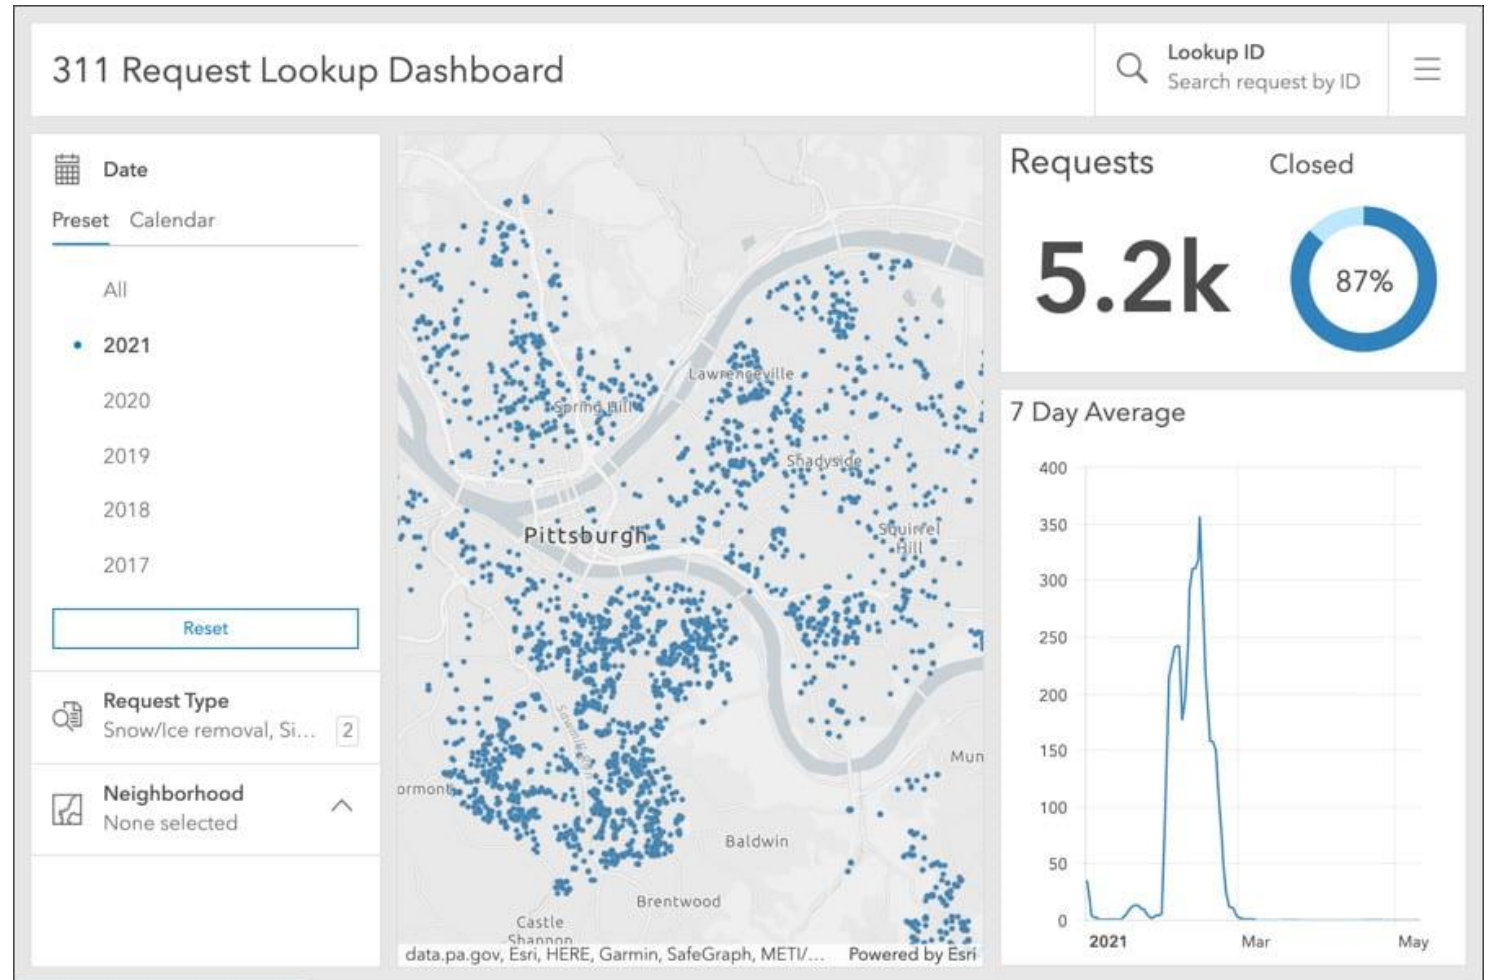 311 Request Lookup Dashboard
Lookup ID
Search request by ID
Date
Preset Calendar
All
2021
2020
2019
2018
2017
Reset
Request Type
Snow/Ice removal, Si... 2
Neighborhood
None selected
Lawrenceville
Spring Hill
Shadyside
Squirrel
Hill
Pittsburgh
Mun
ormont
Baldwin
Brentwood
Castle
Shannon
data.pa.gov, Esri, HERE, Garmin, SafeGraph, METI/... Powered by Esri
Requests Closed
5.2k
87%
7 Day Average
400
350
300
250
200
150
100
50
0
2021 Mar May